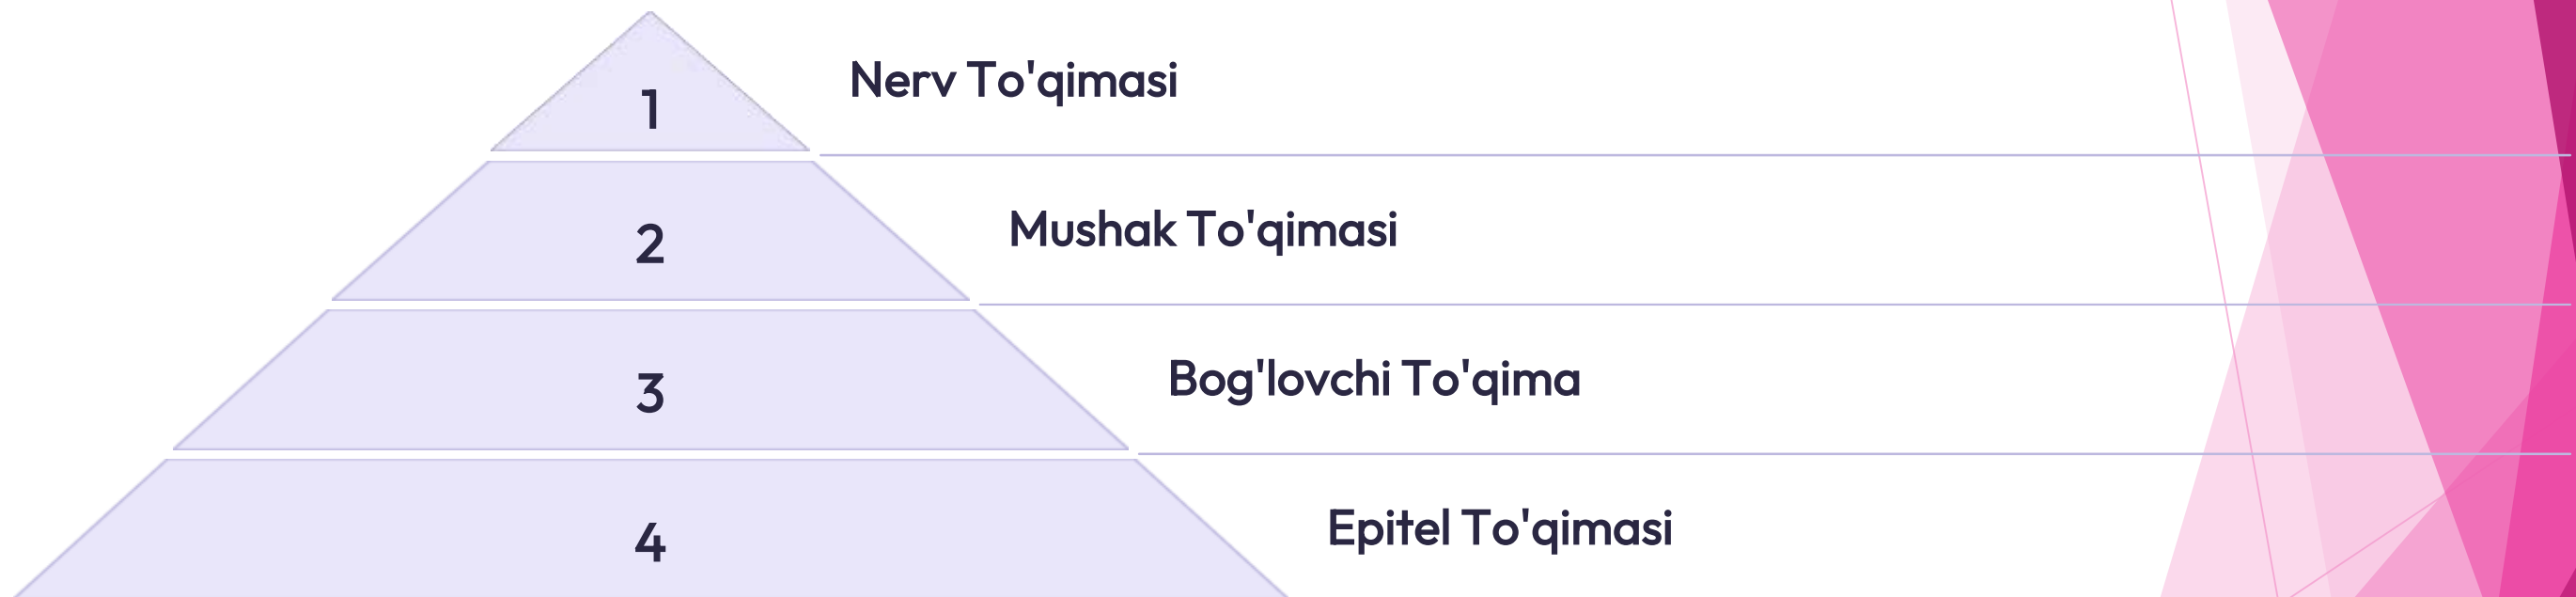 1
Nerv To'qimasi
2
Mushak To'qimasi
3
Bog'lovchi To'qima
4
Epitel To'qimasi